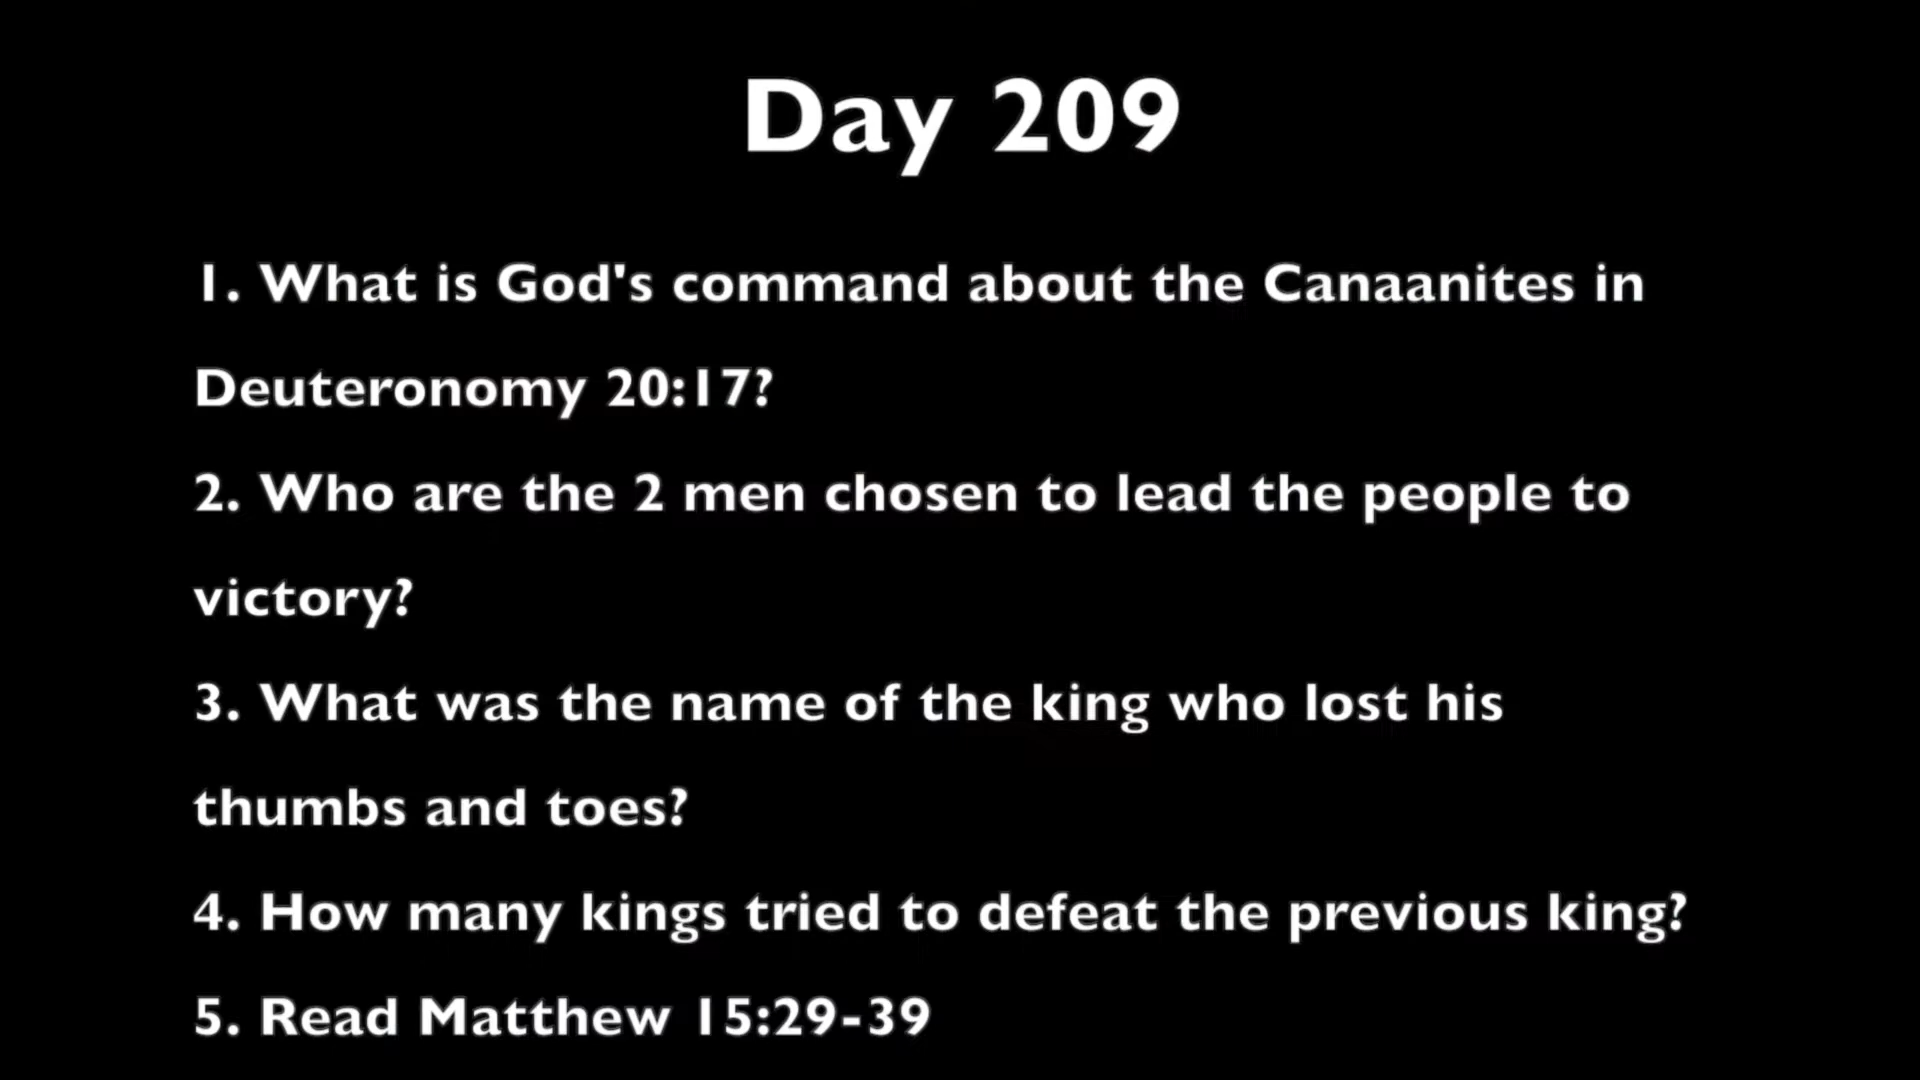 Day 209
1. What is God's command about the Canaanites in
Deuteronomy 20:17?
2. Who are the 2 men chosen to lead the people to
victory?
3. What was the name of the king who lost his
thumbs and toes?
4. How many kings tried to defeat the previous king?
5. Read Matthew 15:29-39